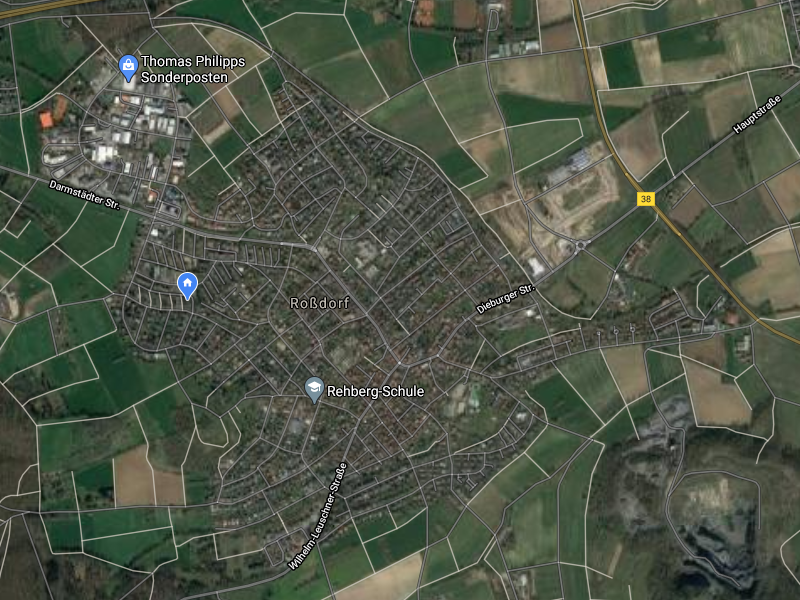 Thomas Philipps
Sonderposten
Hauptstraße
Darmstädter Str.
38
Dieburger Str.
Roßdorf
Rehberg-Schule
Wilhelm-Leuschner-Straße